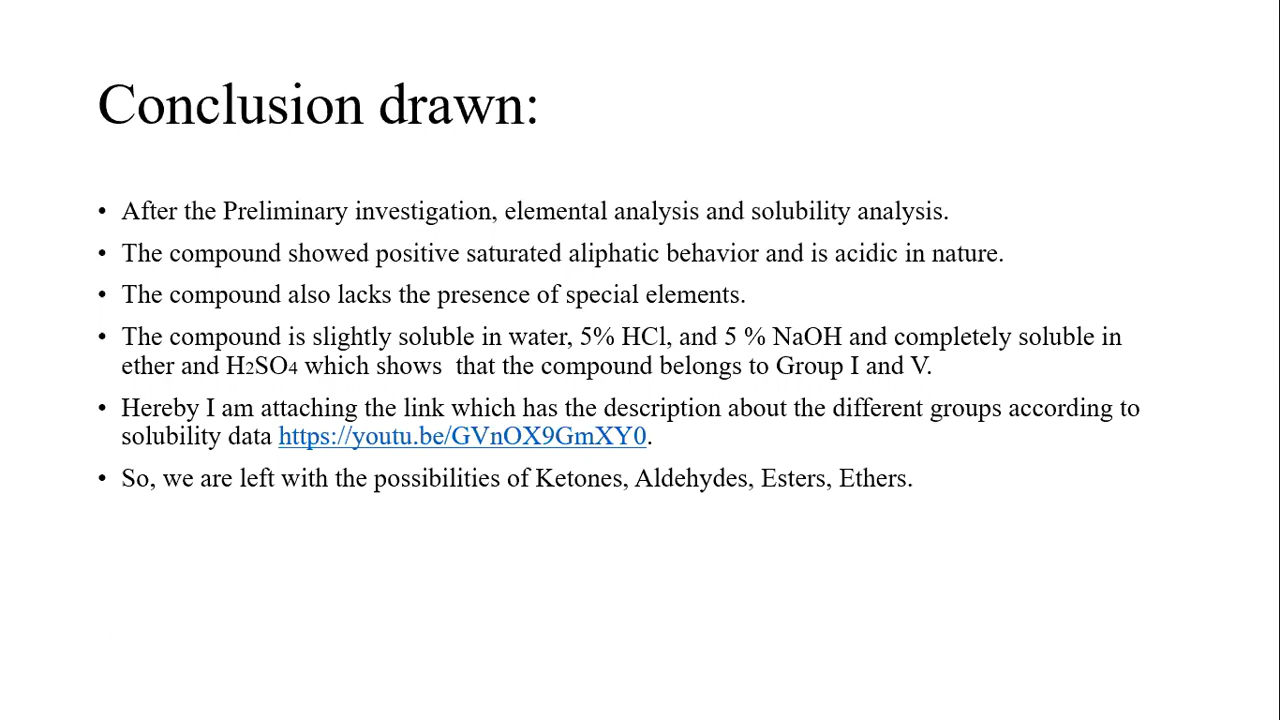 Conclusion drawn:
• After the Preliminary investigation, elemental analysis and solubility analysis.
• The compound showed positive saturated aliphatic behavior and is acidic in nature.
• The compound also lacks the presence of special elements.
• The compound is slightly soluble in water, 5% HCl, and 5 % NaOH and completely soluble in
ether and H2SO4 which shows  that the compound belongs to Group I and V.
• Hereby I am attaching the link which has the description about the different groups according to
solubility data https://youtu.be/GVnOX9GmXY0.
• So, we are left with the possibilities of Ketones, Aldehydes, Esters, Ethers.